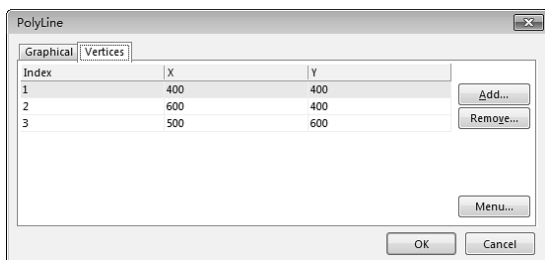 PolyLine
Graphical Vertices
Index X Y
1 400 400
2 600 400
3 500 600
Add...
Remove...
Menu...
OK Cancel